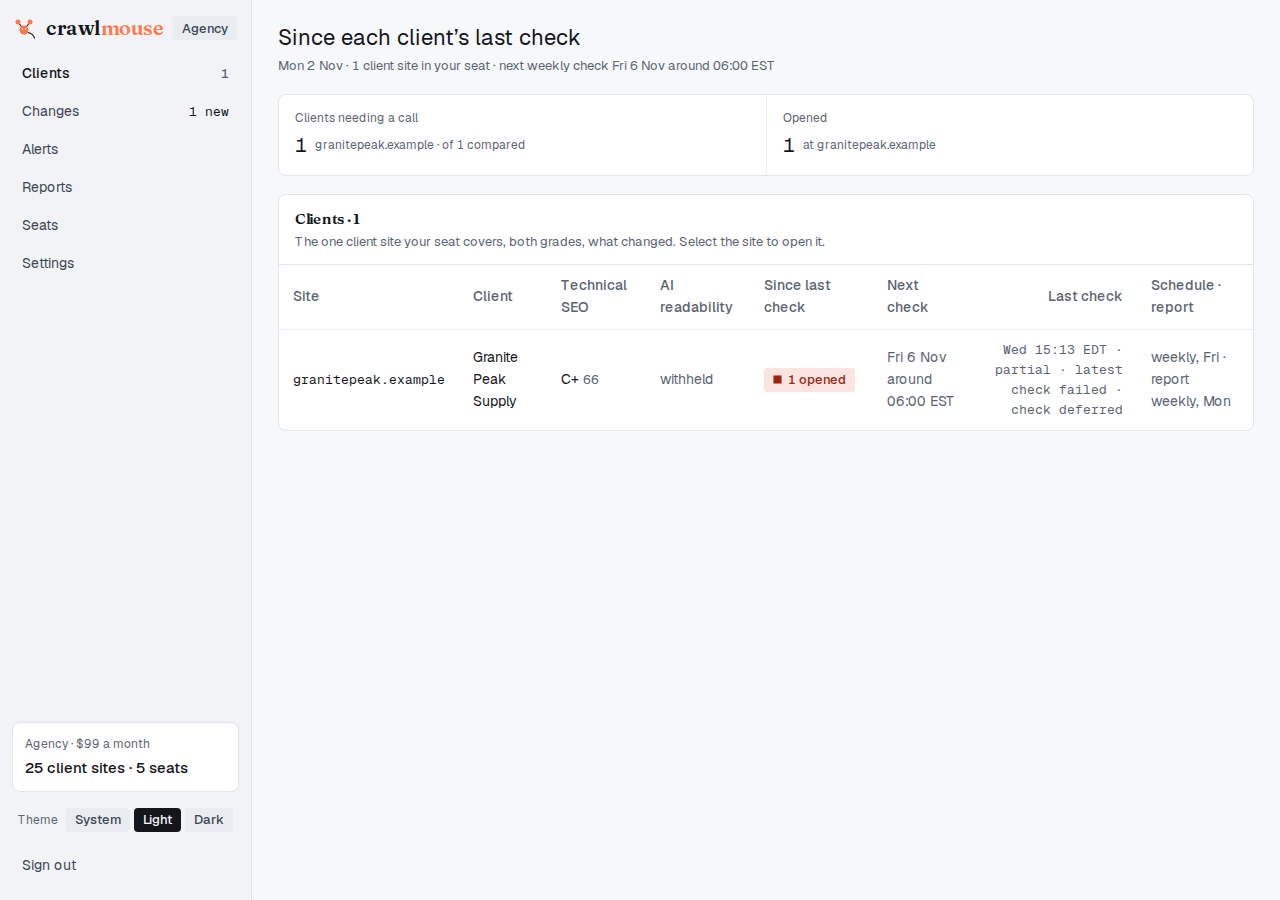 crawlmouse Agency
Clients 1
Changes 1 new
Alerts
Reports
Seats
Settings
Agency · $99 a month
25 client sites · 5 seats
Theme System Light Dark
Sign out
Since each client’s last check
Mon 2 Nov · 1 client site in your seat · next weekly check Fri 6 Nov around 06:00 EST
Clients needing a call
1 granitepeak.example · of 1 compared
Opened
1 at granitepeak.example
Clients · 1
The one client site your seat covers, both grades, what changed. Select the site to open it.
Site
Client
Technical
SEO
AI
readability
Since last
check
Next
check
Last check
Schedule ·
report
granitepeak.example
Granite
Peak
Supply
C+ 66
withheld
1 opened
Fri 6 Nov
around
06:00 EST
Wed 15:13 EDT ·
partial · latest
check failed ·
check deferred
weekly, Fri ·
report
weekly, Mon